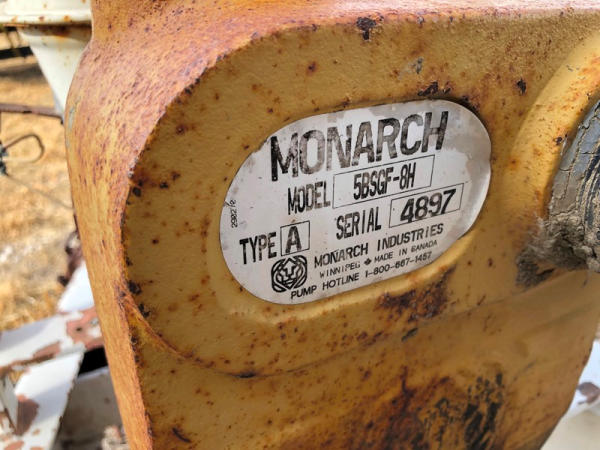 MONARCH
MODEL 5BSGF-8H
SERIAL 4897
TYPE A
MONARCH INDUSTRIES
WINNIPEG MADE IN CANADA
PUMP HOTLINE 1-800-667-1457